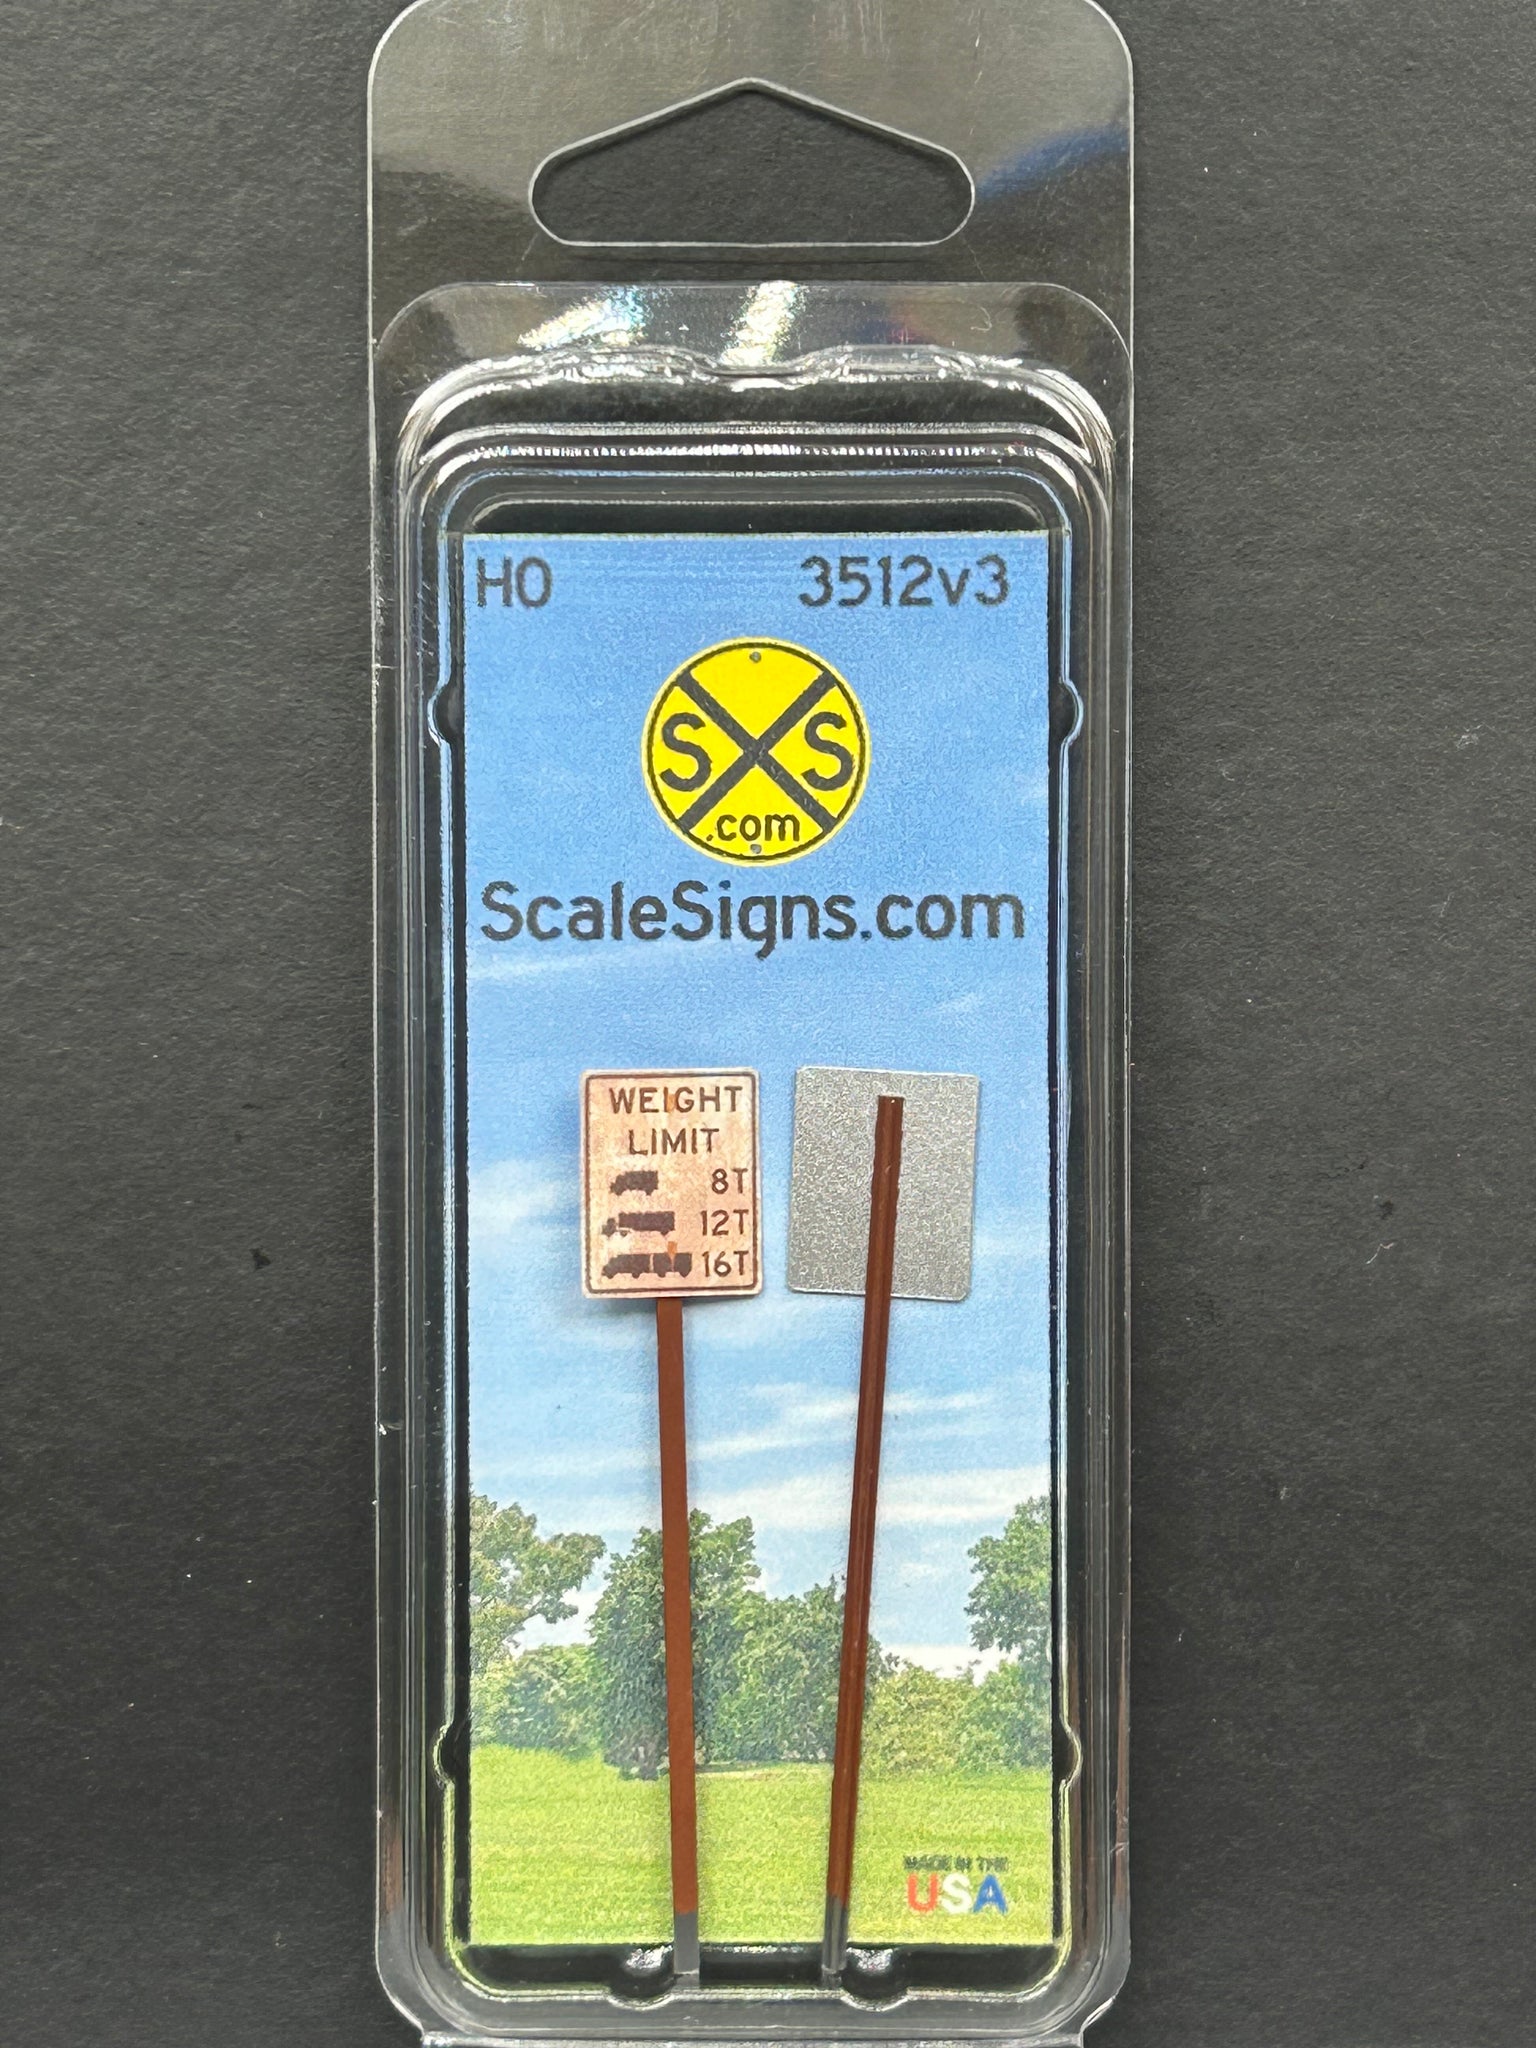 HO 3512v3
S S
.com
ScaleSigns.com
WEIGHT
LIMIT
8T
12T
16T
MADE IN THE
USA